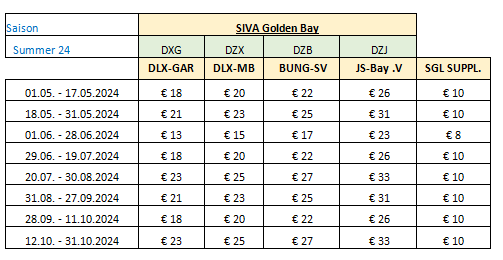 Saison SIVA Golden Bay
Summer 24 DXG DZX DZB DZJ
DLX-GAR DLX-MB BUNG-SV JS-Bay .V SGL SUPPL.
01.05. - 17.05.2024 € 18 € 20 € 22 € 26 € 10
18.05. - 31.05.2024 € 21 € 23 € 25 € 31 € 10
01.06. - 28.06.2024 € 13 € 15 € 17 € 23 € 8
29.06. - 19.07.2024 € 18 € 20 € 22 € 26 € 10
20.07. - 30.08.2024 € 23 € 25 € 27 € 33 € 10
31.08. - 27.09.2024 € 21 € 23 € 25 € 31 € 10
28.09. - 11.10.2024 € 18 € 20 € 22 € 26 € 10
12.10. - 31.10.2024 € 23 € 25 € 27 € 33 € 10